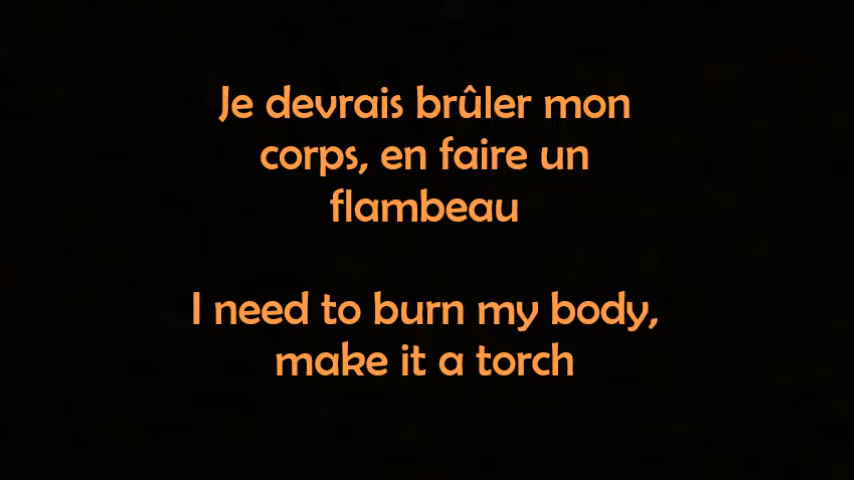 Je devrais brûler mon
corps, en faire un
flambeau
I need to burn my body,
make it a torch